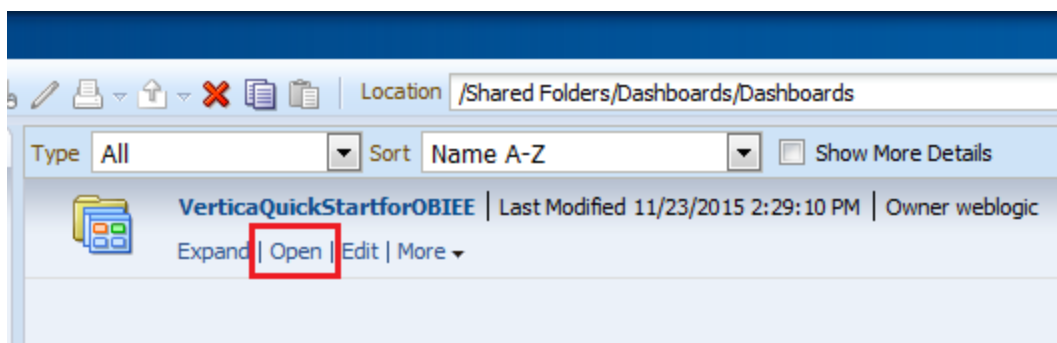 Location /Shared Folders/Dashboards/Dashboards
Type All Sort Name A-Z Show More Details
VerticaQuickStartforOBIEE | Last Modified 11/23/2015 2:29:10 PM | Owner weblogic
Expand | Open | Edit | More